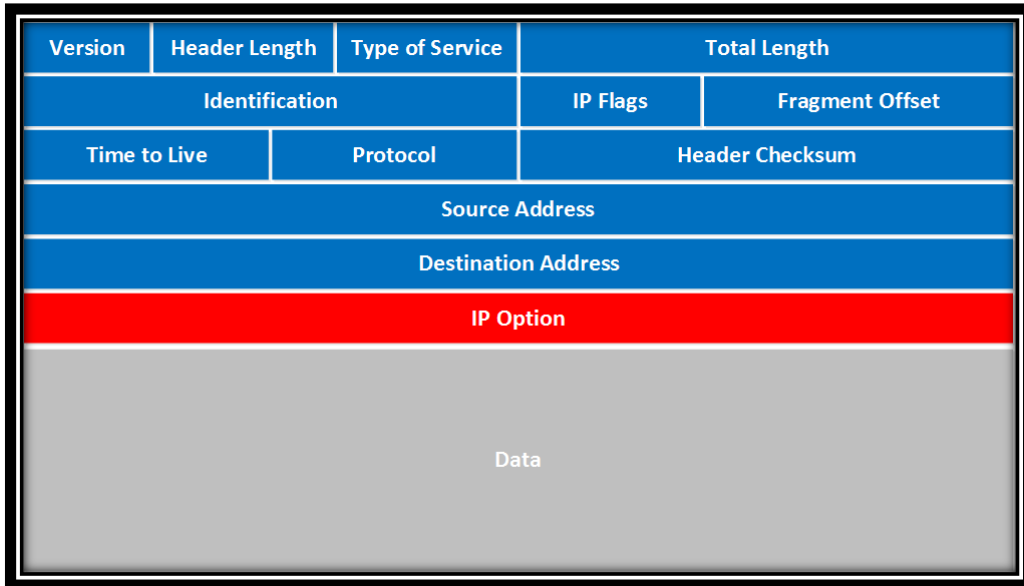 Version Header Length Type of Service Total Length
Identification IP Flags Fragment Offset
Time to Live Protocol Header Checksum
Source Address
Destination Address
IP Option
Data